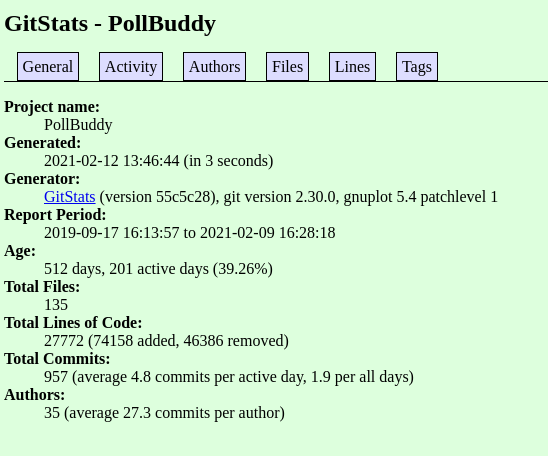 GitStats - PollBuddy
General Activity Authors Files Lines Tags
Project name:
PollBuddy
Generated:
2021-02-12 13:46:44 (in 3 seconds)
Generator:
GitStats (version 55c5c28), git version 2.30.0, gnuplot 5.4 patchlevel 1
Report Period:
2019-09-17 16:13:57 to 2021-02-09 16:28:18
Age:
512 days, 201 active days (39.26%)
Total Files:
135
Total Lines of Code:
27772 (74158 added, 46386 removed)
Total Commits:
957 (average 4.8 commits per active day, 1.9 per all days)
Authors:
35 (average 27.3 commits per author)